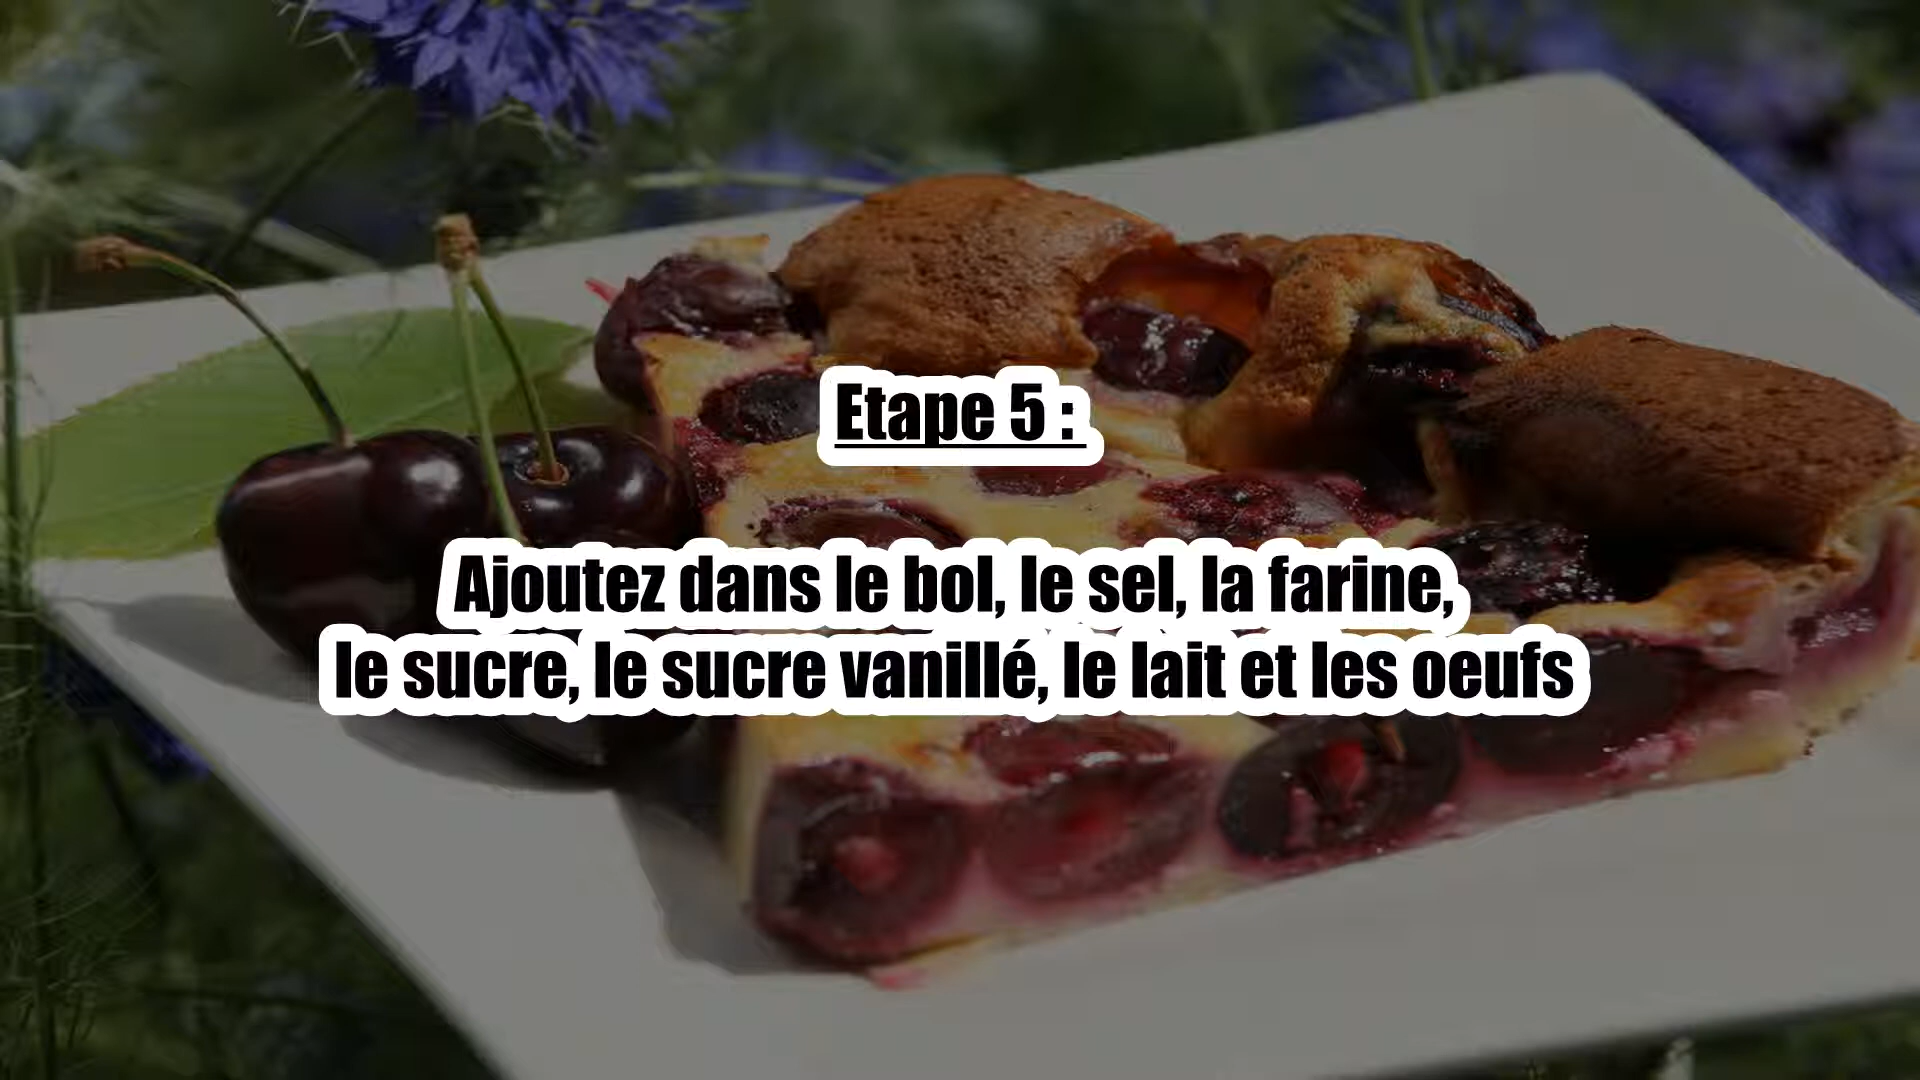 Etape 5 :
Ajoutez dans le bol, le sel, la farine,
le sucre, le sucre vanillé, le lait et les oeufs